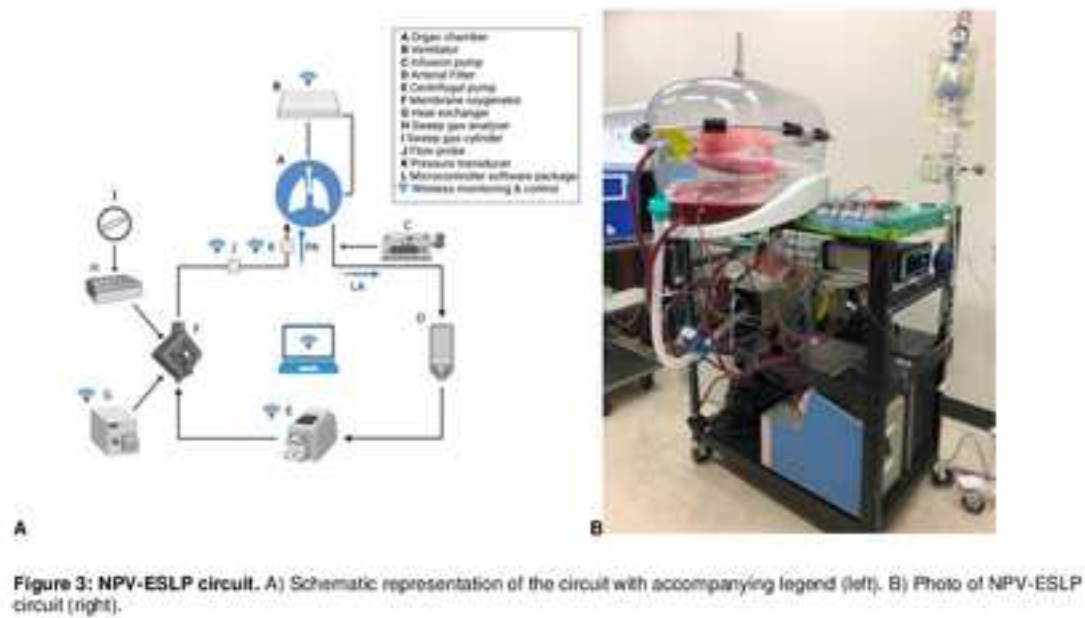 A Organ chamber
B Ventilator
C Infusion pump
D Arterial Filter
E Centrifugal pump
F Membrane oxygenator
G Heat exchanger
H Sweep gas analyzer
I Sweep gas cylinder
J Flow probe
K Pressure transducer
L Microcontroller software package
Wireless monitoring & control
B
A
I
C
J
K
PA
H
LA
F
D
G
E
A
B
Figure 3: NPV-ESLP circuit. A) Schematic representation of the circuit with accompanying legend (left). B) Photo of NPV-ESLP
circuit (right).